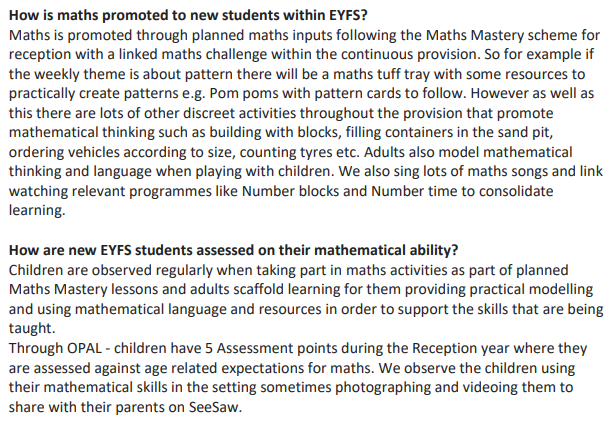 How is maths promoted to new students within EYFS?
Maths is promoted through planned maths inputs following the Maths Mastery scheme for
reception with a linked maths challenge within the continuous provision. So for example if
the weekly theme is about pattern there will be a maths tuff tray with some resources to
practically create patterns e.g. Pom poms with pattern cards to follow. However as well as
this there are lots of other discreet activities throughout the provision that promote
mathematical thinking such as building with blocks, filling containers in the sand pit,
ordering vehicles according to size, counting tyres etc. Adults also model mathematical
thinking and language when playing with children. We also sing lots of maths songs and link
watching relevant programmes like Number blocks and Number time to consolidate
learning.
How are new EYFS students assessed on their mathematical ability?
Children are observed regularly when taking part in maths activities as part of planned
Maths Mastery lessons and adults scaffold learning for them providing practical modelling
and using mathematical language and resources in order to support the skills that are being
taught.
Through OPAL - children have 5 Assessment points during the Reception year where they
are assessed against age related expectations for maths. We observe the children using
their mathematical skills in the setting sometimes photographing and videoing them to
share with their parents on SeeSaw.